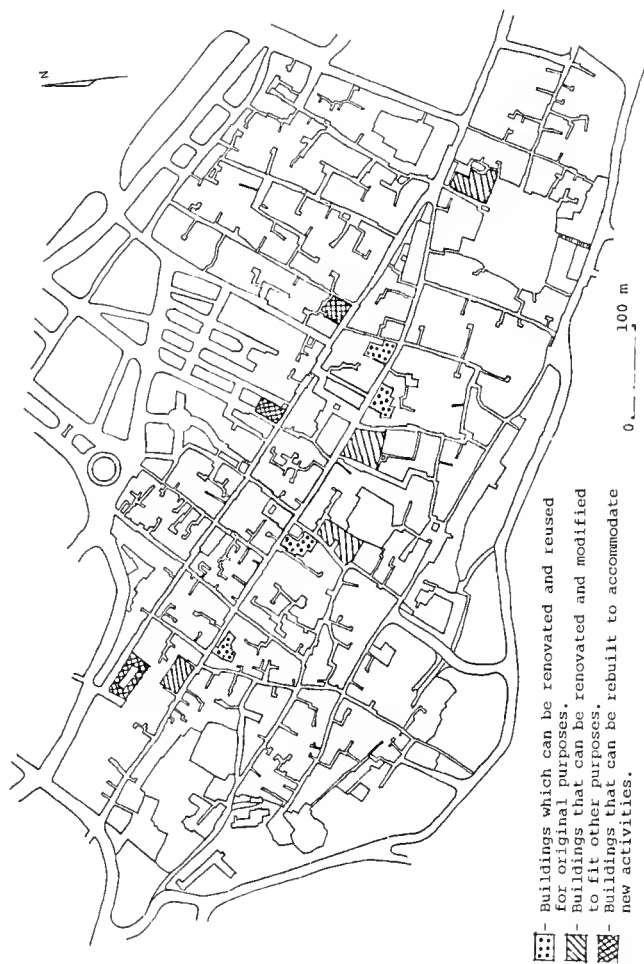 N
0 100 m
- Buildings which can be renovated and reused
for original purposes.
- Buildings that can be renovated and modified
to fit other purposes.
- Buildings that can be rebuilt to accommodate
new activities.